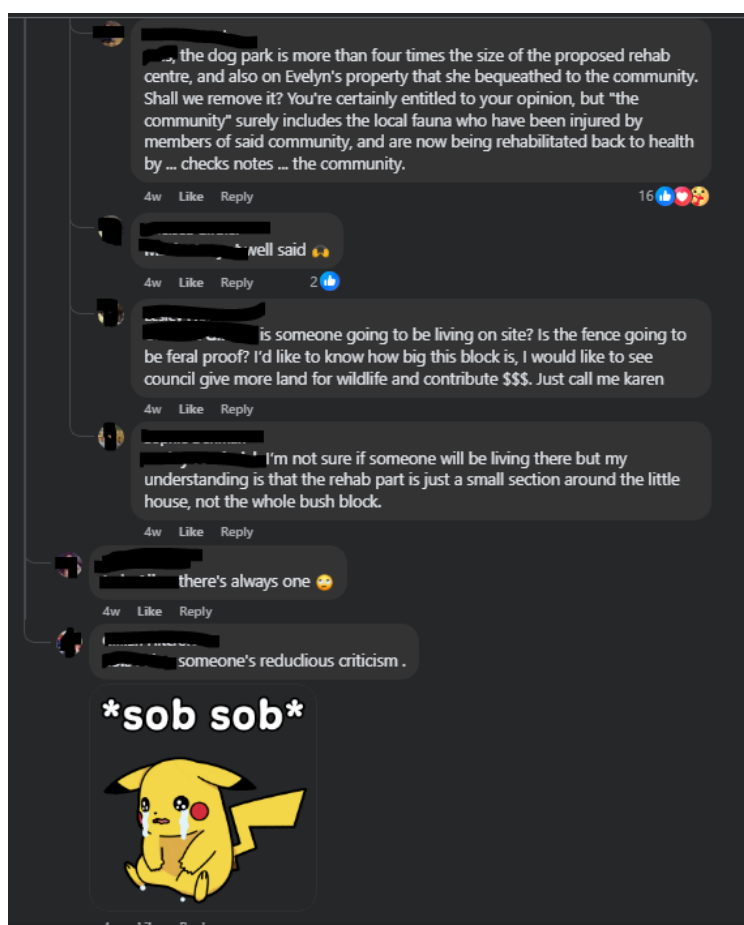 , the dog park is more than four times the size of the proposed rehab
centre, and also on Evelyn's property that she bequeathed to the community.
Shall we remove it? You're certainly entitled to your opinion, but "the
community" surely includes the local fauna who have been injured by
members of said community, and are now being rehabilitated back to health
by ... checks notes ... the community.
4w Like Reply 16
well said 🙌
4w Like Reply 2
is someone going to be living on site? Is the fence going to
be feral proof? I'd like to know how big this block is, I would like to see
council give more land for wildlife and contribute $$$. Just call me karen
4w Like Reply
I'm not sure if someone will be living there but my
understanding is that the rehab part is just a small section around the little
house, not the whole bush block.
4w Like Reply
there's always one 🙄
4w Like Reply
someone's reduclious criticism .
*sob sob*